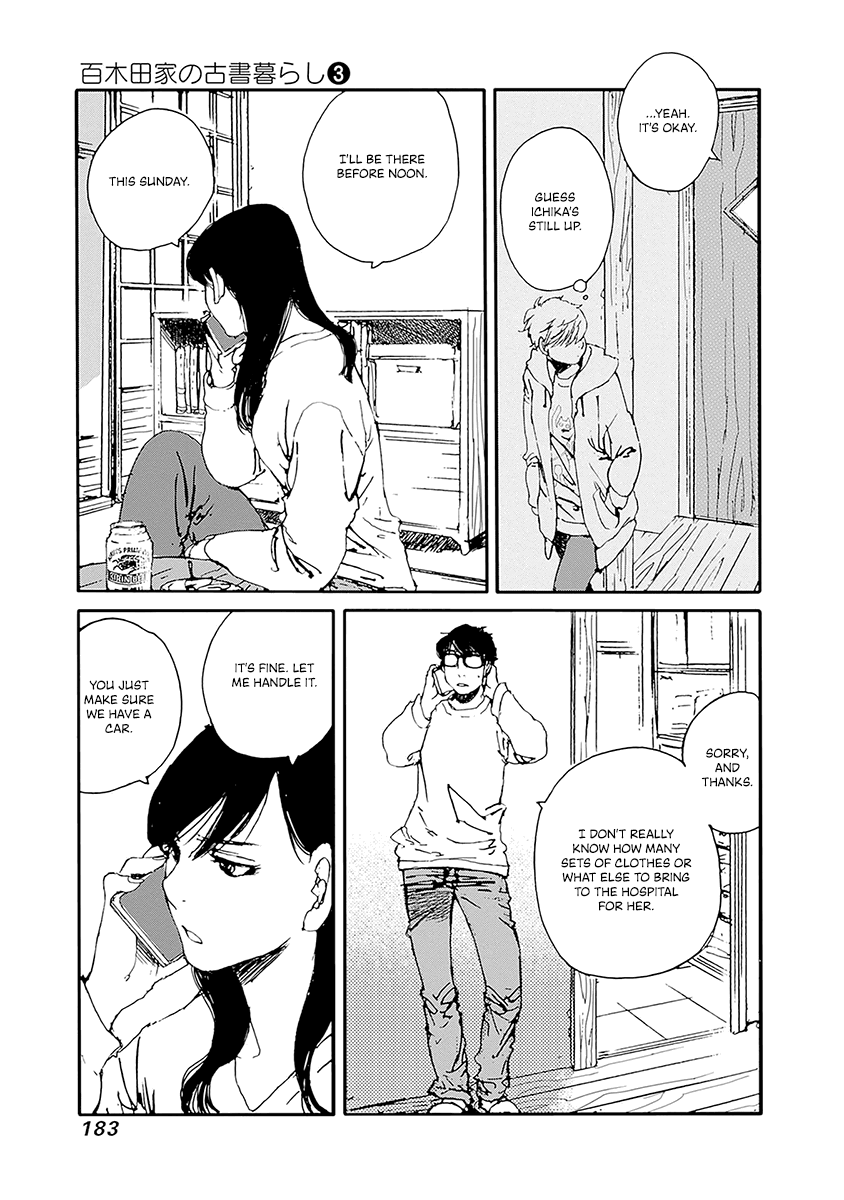 百木田家の古書暮らし❸
...YEAH.
IT'S OKAY.
GUESS
ICHIKA'S
STILL UP.
I'LL BE THERE
BEFORE NOON.
THIS SUNDAY.
SORRY,
AND
THANKS.
I DON'T REALLY
KNOW HOW MANY
SETS OF CLOTHES OR
WHAT ELSE TO BRING
TO THE HOSPITAL
FOR HER.
IT'S FINE. LET
ME HANDLE IT.
YOU JUST
MAKE SURE
WE HAVE A
CAR.
183